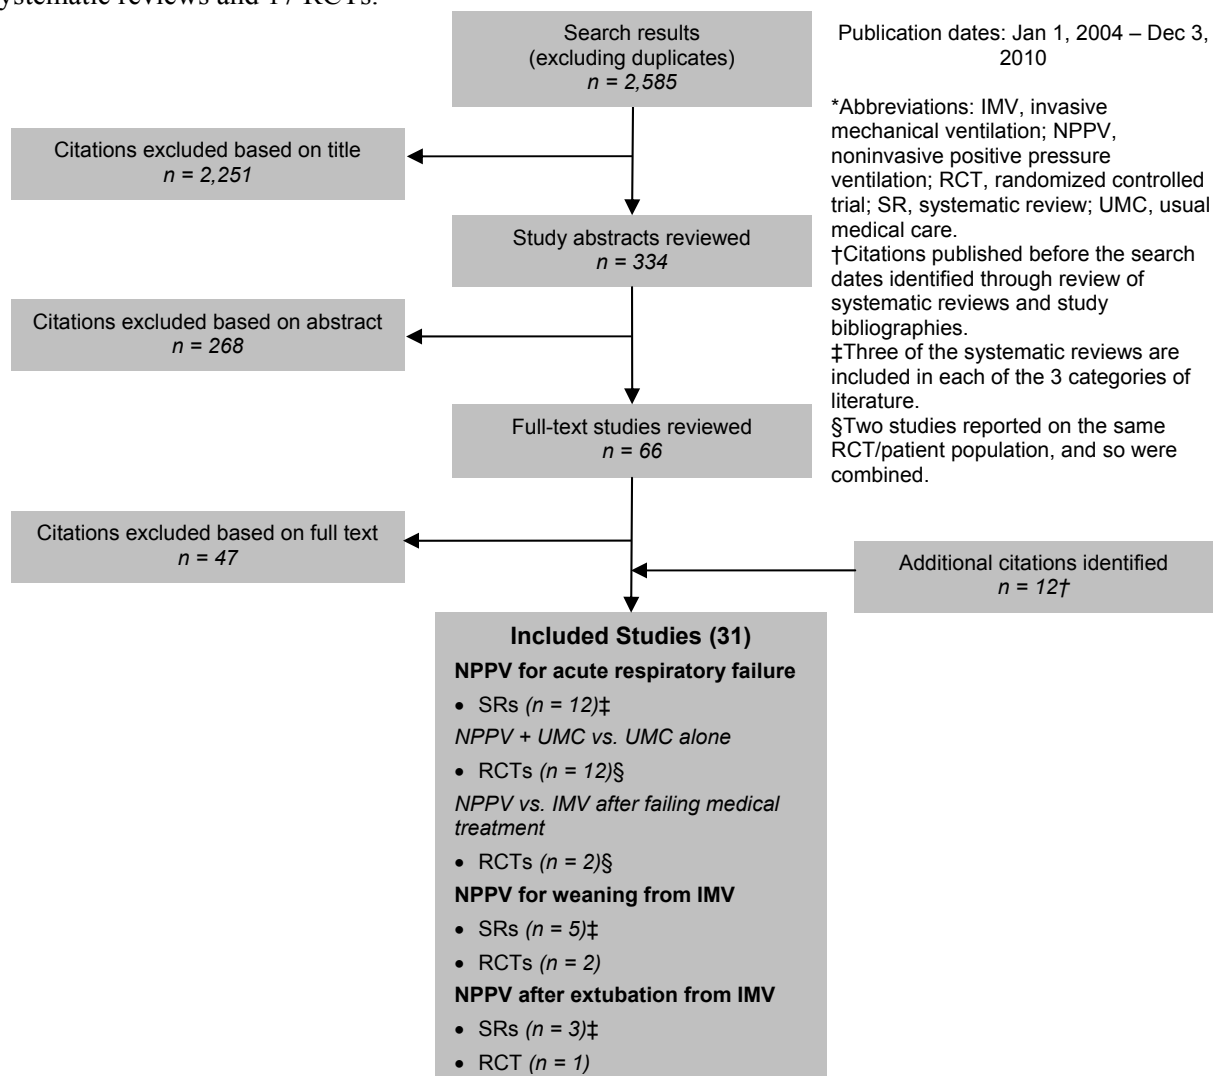 ystematic reviews and 17 RCTs.
Search results
(excluding duplicates)
n = 2,585
Publication dates: Jan 1, 2004 – Dec 3,
2010
*Abbreviations: IMV, invasive
mechanical ventilation; NPPV,
noninvasive positive pressure
ventilation; RCT, randomized controlled
trial; SR, systematic review; UMC, usual
medical care.
†Citations published before the search
dates identified through review of
systematic reviews and study
bibliographies.
‡Three of the systematic reviews are
included in each of the 3 categories of
literature.
§Two studies reported on the same
RCT/patient population, and so were
combined.
Citations excluded based on title
n = 2,251
Study abstracts reviewed
n = 334
Citations excluded based on abstract
n = 268
Full-text studies reviewed
n = 66
Citations excluded based on full text
n = 47
Additional citations identified
n = 12†
Included Studies (31)
NPPV for acute respiratory failure
• SRs (n = 12)‡
NPPV + UMC vs. UMC alone
• RCTs (n = 12)§
NPPV vs. IMV after failing medical
treatment
• RCTs (n = 2)§
NPPV for weaning from IMV
• SRs (n = 5)‡
• RCTs (n = 2)
NPPV after extubation from IMV
• SRs (n = 3)‡
• RCT (n = 1)